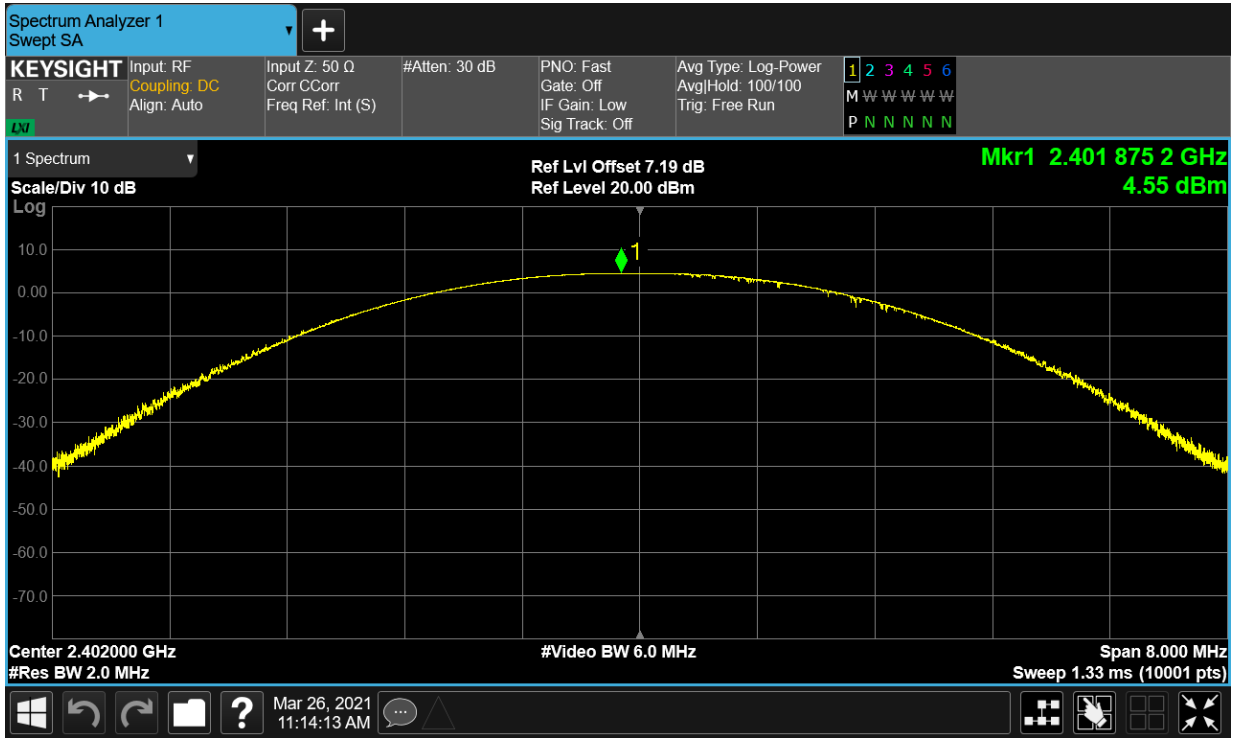 Spectrum Analyzer 1
Swept SA
KEYSIGHT
R T
LXI
Input: RF
Coupling: DC
Align: Auto
Input Z: 50 Ω
Corr CCorr
Freq Ref: Int (S)
#Atten: 30 dB
PNO: Fast
Gate: Off
IF Gain: Low
Sig Track: Off
Avg Type: Log-Power
Avg|Hold: 100/100
Trig: Free Run
1 2 3 4 5 6
M W W W W W
P N N N N N
1 Spectrum
Scale/Div 10 dB
Log
Ref Lvl Offset 7.19 dB
Ref Level 20.00 dBm
Mkr1 2.401 875 2 GHz
4.55 dBm
1
10.0
0.00
-10.0
-20.0
-30.0
-40.0
-50.0
-60.0
-70.0
Center 2.402000 GHz
#Res BW 2.0 MHz
#Video BW 6.0 MHz
Span 8.000 MHz
Sweep 1.33 ms (10001 pts)
?
Mar 26, 2021
11:14:13 AM